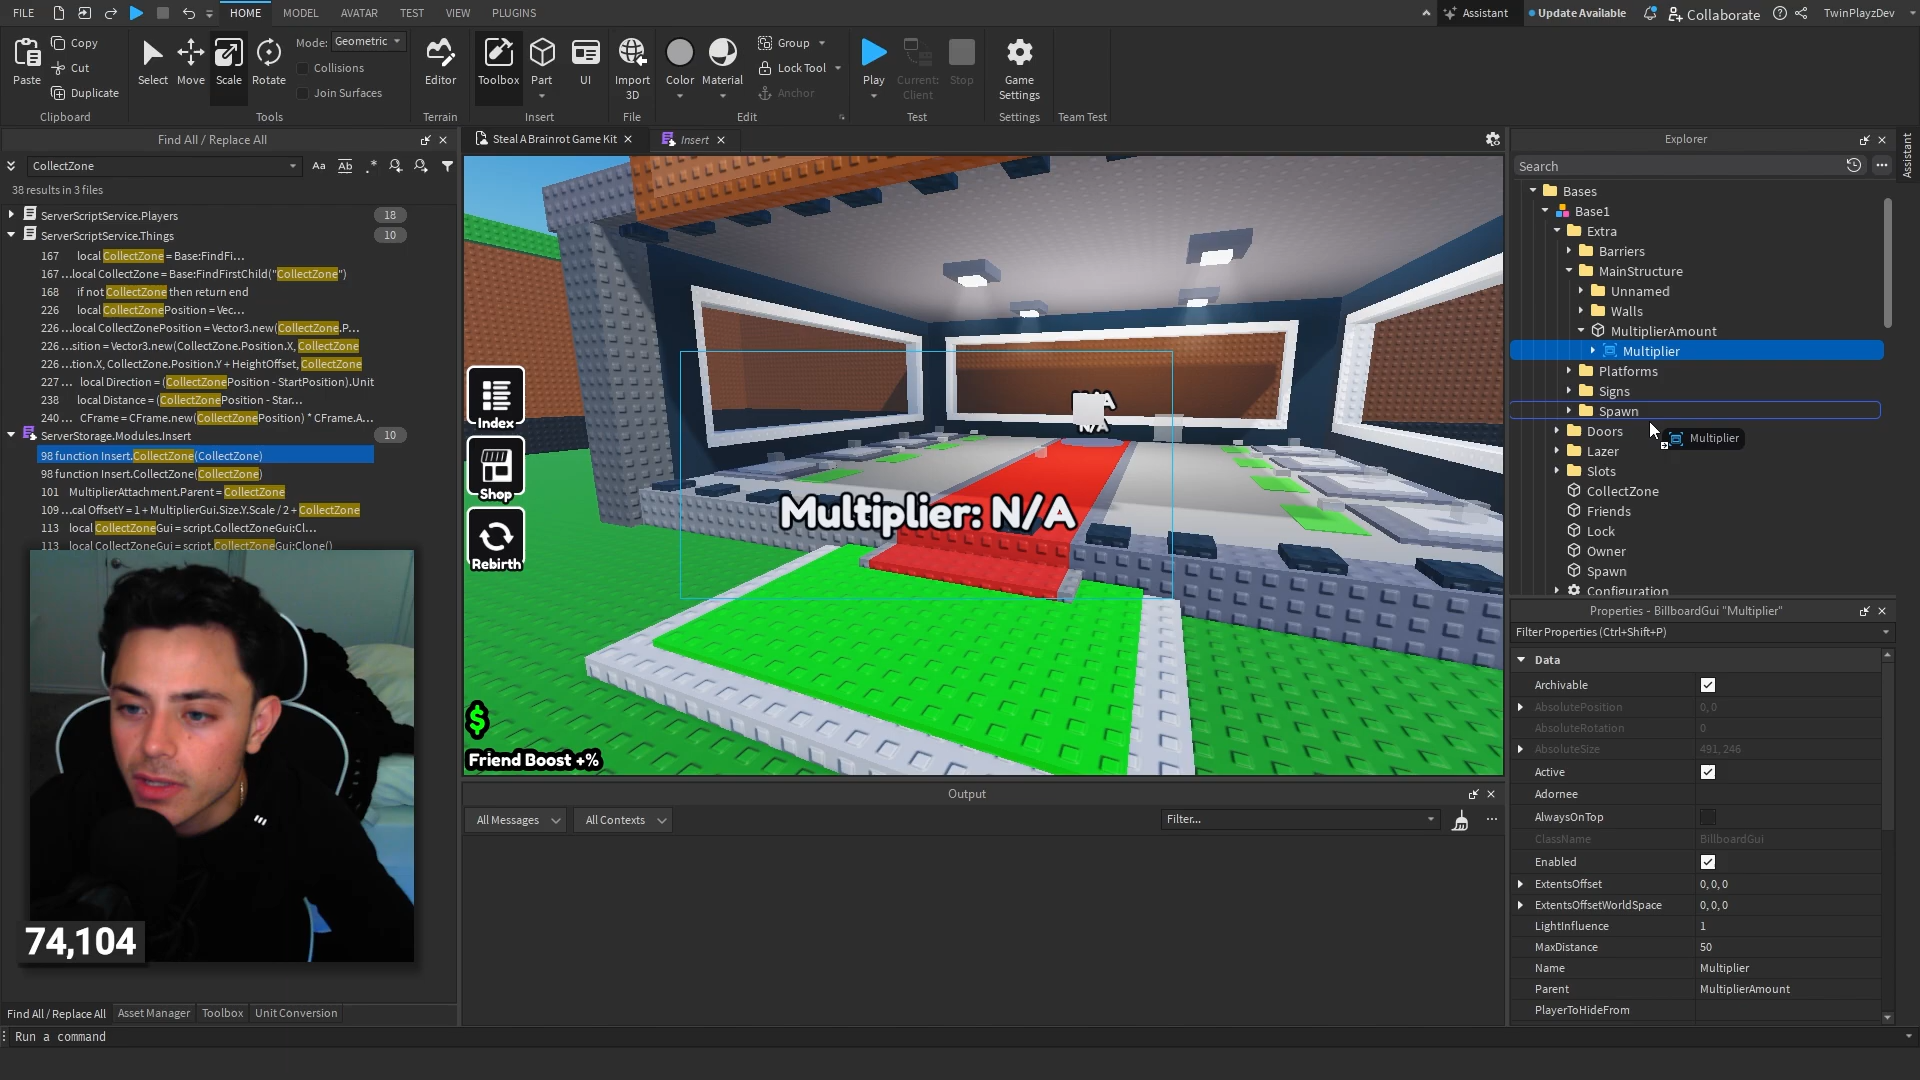 FILE
HOME
MODEL
AVATAR
TEST
VIEW
PLUGINS
Assistant
Update Available
Collaborate
TwinPlayzDev
Paste
Copy
Cut
Duplicate
Clipboard
Select
Move
Scale
Rotate
Mode: Geometric
Collisions
Join Surfaces
Tools
Editor
Terrain
Toolbox
Part
UI
Insert
Import 3D
File
Color
Material
Group
Lock Tool
Anchor
Edit
Play
Current: Client
Stop
Test
Game Settings
Settings
Team Test
Find All / Replace All
CollectZone
Aa
Ab
.*
38 results in 3 files
ServerScriptService.Players 18
ServerScriptService.Things 10
167 local CollectZone = Base:FindFi...
167 ...local CollectZone = Base:FindFirstChild("CollectZone")
168 if not CollectZone then return end
226 local CollectZonePosition = Vec...
226 ...local CollectZonePosition = Vector3.new(CollectZone.P...
226 ...sition = Vector3.new(CollectZone.Position.X, CollectZone
226 ...tion.X, CollectZone.Position.Y + HeightOffset, CollectZone
227 ... local Direction = (CollectZonePosition - StartPosition).Unit
238 local Distance = (CollectZonePosition - Star...
240 ... CFrame = CFrame.new(CollectZonePosition) * CFrame.A...
ServerStorage.Modules.Insert 10
98 function Insert.CollectZone(CollectZone)
98 function Insert.CollectZone(CollectZone)
101 MultiplierAttachment.Parent = CollectZone
109 ...cal OffsetY = 1 + MultiplierGui.Size.Y.Scale / 2 + CollectZone
113 local CollectZoneGui = script.CollectZoneGui:Cl...
113 local CollectZoneGui = script.CollectZoneGui:Clone()
74,104
Find All / Replace All
Asset Manager
Toolbox
Unit Conversion
Run a command
Steal A Brainrot Game Kit
Insert
Index
Shop
Rebirth
N/A
Multiplier: N/A
$
Friend Boost +%
Output
All Messages
All Contexts
Filter...
Explorer
Assistant
Search
Bases
Base1
Extra
Barriers
MainStructure
Unnamed
Walls
MultiplierAmount
Multiplier
Platforms
Signs
Spawn
Multiplier
Doors
Lazer
Slots
CollectZone
Friends
Lock
Owner
Spawn
Configuration
Properties - BillboardGui "Multiplier"
Filter Properties (Ctrl+Shift+P)
Data
Archivable
AbsolutePosition 0, 0
AbsoluteRotation 0
AbsoluteSize 491, 246
Active
Adornee
AlwaysOnTop
ClassName BillboardGui
Enabled
ExtentsOffset 0, 0, 0
ExtentsOffsetWorldSpace 0, 0, 0
LightInfluence 1
MaxDistance 50
Name Multiplier
Parent MultiplierAmount
PlayerToHideFrom